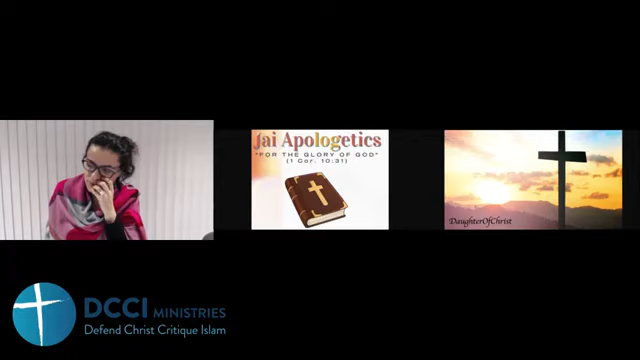 Jai Apologetics
"FOR THE GLORY OF GOD"
(1 Cor. 10:31)
DaughterOfChrist
DCCI MINISTRIES
Defend Christ Critique Islam